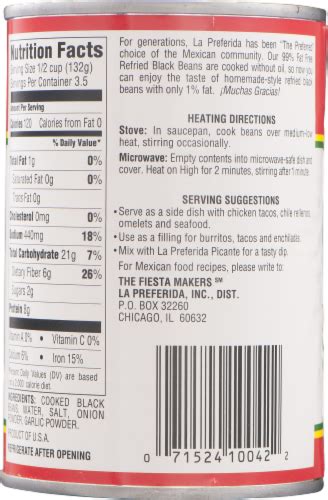 Nutrition Facts
Serving Size 1/2 cup (132g)
Servings Per Container 3.5
Amount Per Serving
Calories 120 Calories from Fat 0
% Daily Value*
Total Fat 1g 0%
Saturated Fat 0g 0%
Trans Fat 0g
Cholesterol 0mg 0%
Sodium 440mg 18%
Total Carbohydrate 21g 7%
Dietary Fiber 6g 26%
Sugars 2g
Protein 8g
Vitamin A 0% • Vitamin C 0%
Calcium 6% • Iron 15%
Percent Daily Values (DV) are based
2,000 calorie diet.
INGREDIENTS: COOKED BLACK
BEANS, WATER, SALT, ONION
POWDER, GARLIC POWDER.
PRODUCT OF U.S.A.
REFRIGERATE AFTER OPENING
For generations, La Preferida has been "The Preferred"
choice of the Mexican community. Our 99% Fat Free
Refried Black Beans are cooked without oil, so now you
can enjoy the taste of homemade-style refried black
beans with only 1% fat. ¡Muchas Gracias!
HEATING DIRECTIONS
Stove: In saucepan, cook beans over medium-low
heat, stirring occasionally.
Microwave: Empty contents into microwave-safe dish and
cover. Heat on High for 2 minutes, stirring after 1 minute.
SERVING SUGGESTIONS
•Serve as a side dish with chicken tacos, chile rellenos,
omelets and seafood.
•Use as a filling for burritos, tacos and enchiladas.
•Mix with La Preferida Picante for a tasty dip.
For Mexican food recipes, please write to:
THE FIESTA MAKERS SM
LA PREFERIDA, INC., DIST.
P.O. BOX 32260
CHICAGO, IL 60632
0 71524 10042 2